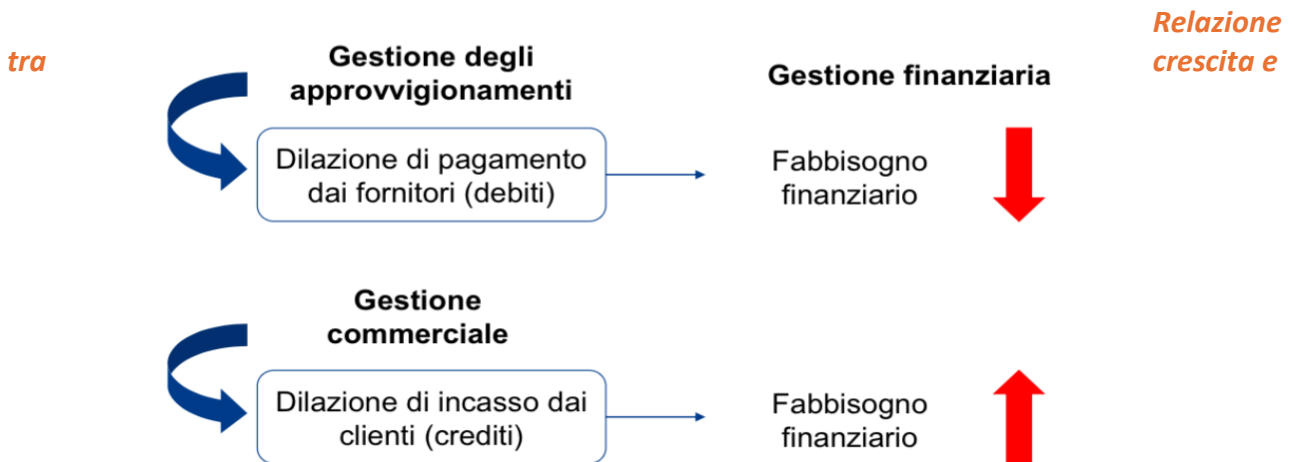 Relazione
tra
crescita e
Gestione degli
approvvigionamenti
Gestione finanziaria
Dilazione di pagamento
dai fornitori (debiti)
Fabbisogno
finanziario
Gestione
commerciale
Dilazione di incasso dai
clienti (crediti)
Fabbisogno
finanziario